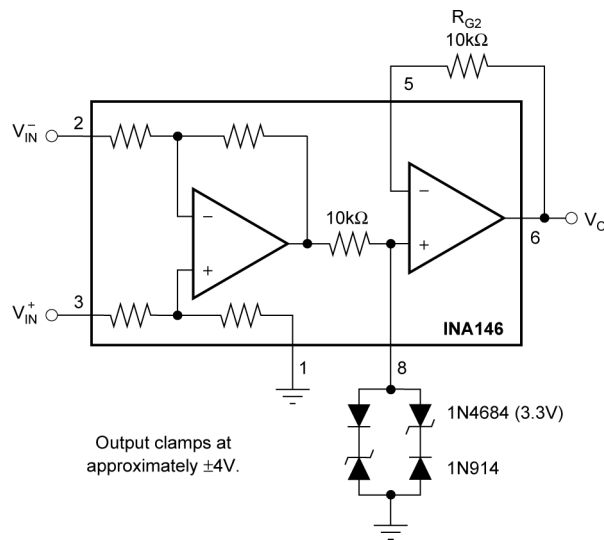 R_G2
10kΩ
5
V_IN^−
2
10kΩ
−
+
−
+
6
V_O
V_IN^+
3
INA146
1
8
1N4684 (3.3V)
1N914
Output clamps at
approximately ±4V.